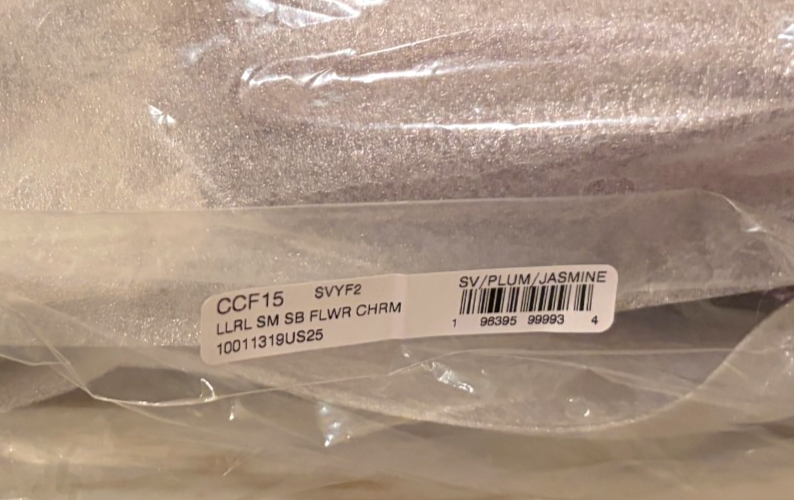 CCF15 SVYF2
LLRL SM SB FLWR CHRM
10011319US25
SV/PLUM/JASMINE
1 96395 99993 4